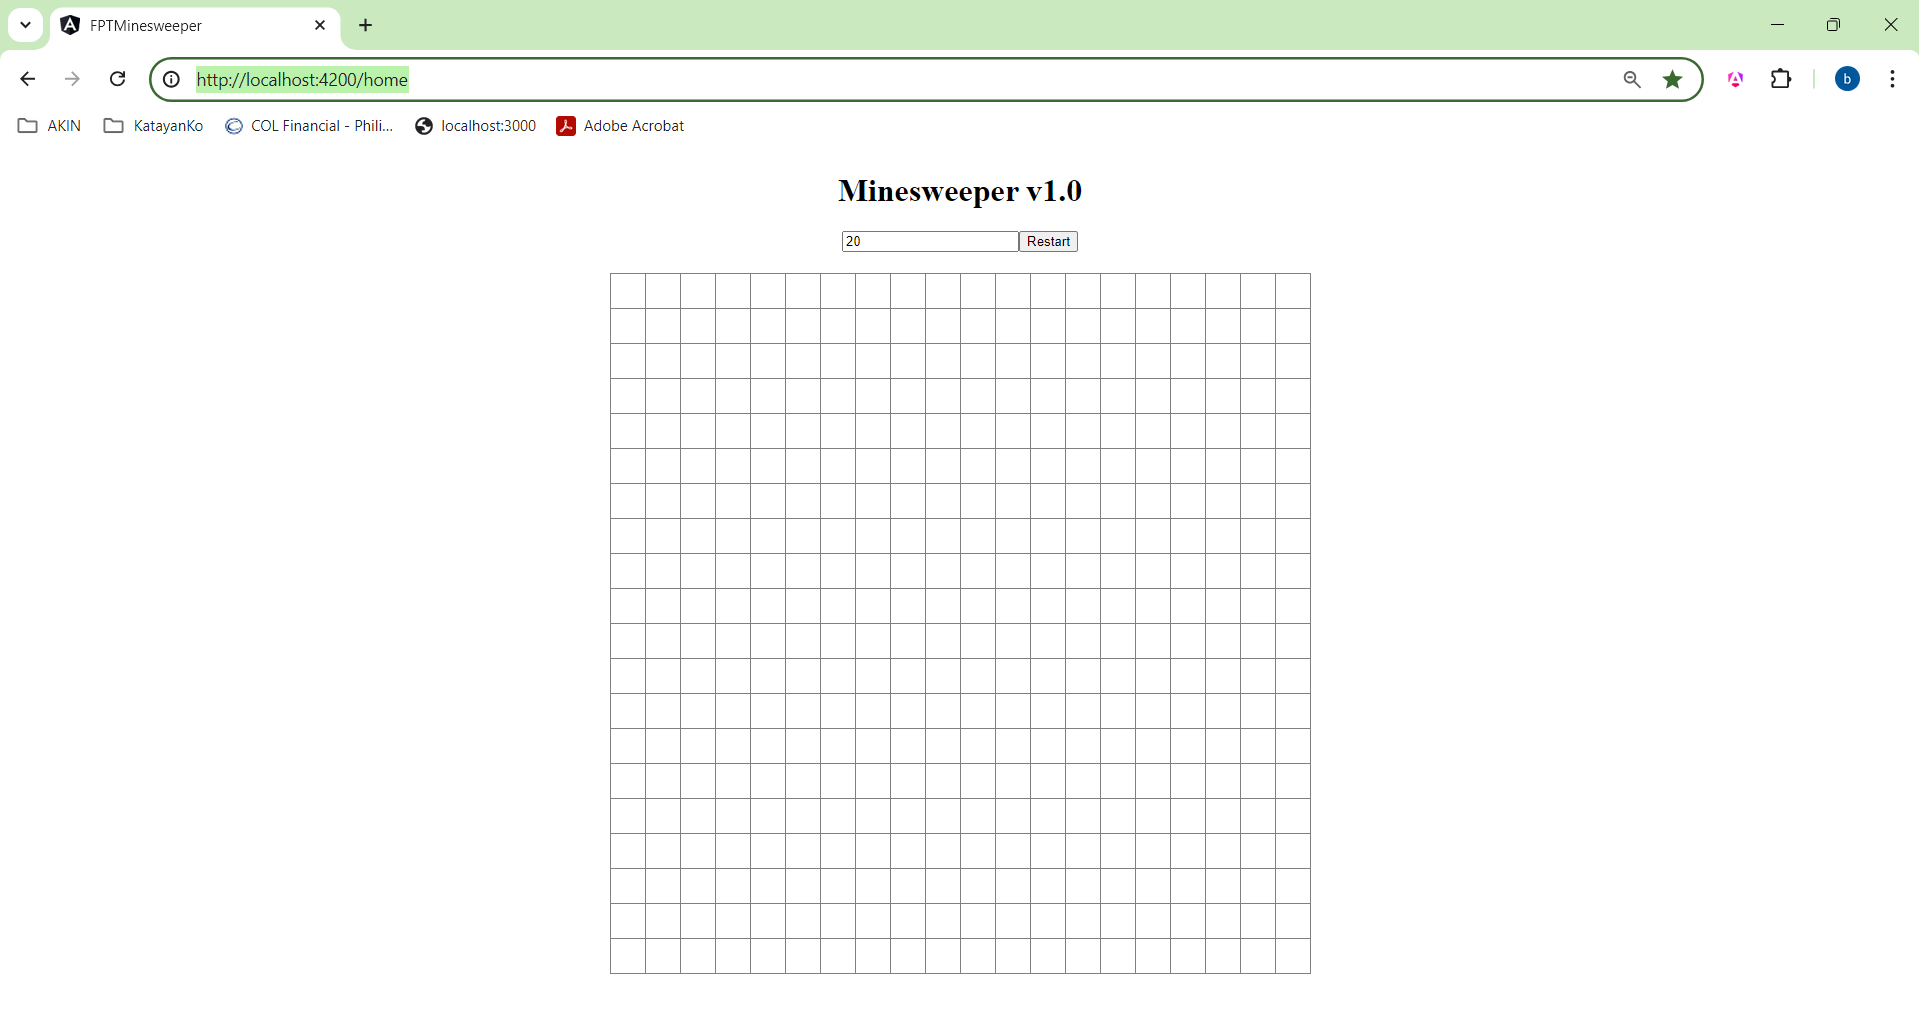 FPTMinesweeper
http://localhost:4200/home
b
AKIN
KatayanKo
COL Financial - Phili...
localhost:3000
Adobe Acrobat
Minesweeper v1.0
20
Restart